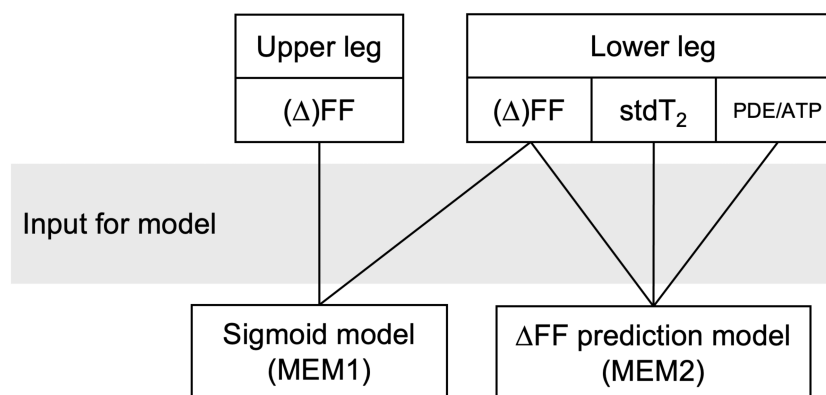 Upper leg
Lower leg
(Δ)FF
(Δ)FF
stdT₂
PDE/ATP
Input for model
Sigmoid model
(MEM1)
ΔFF prediction model
(MEM2)